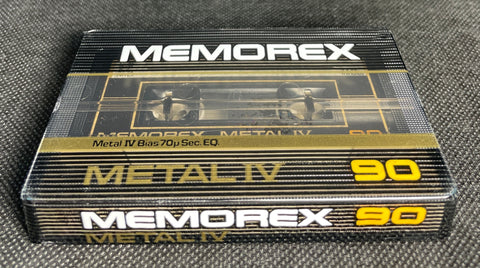 MEMOREX
MEMOREX METAL IV 90
Metal IV Bias 70µ Sec. EQ.
METAL IV 90
MEMOREX 90
METAL IV